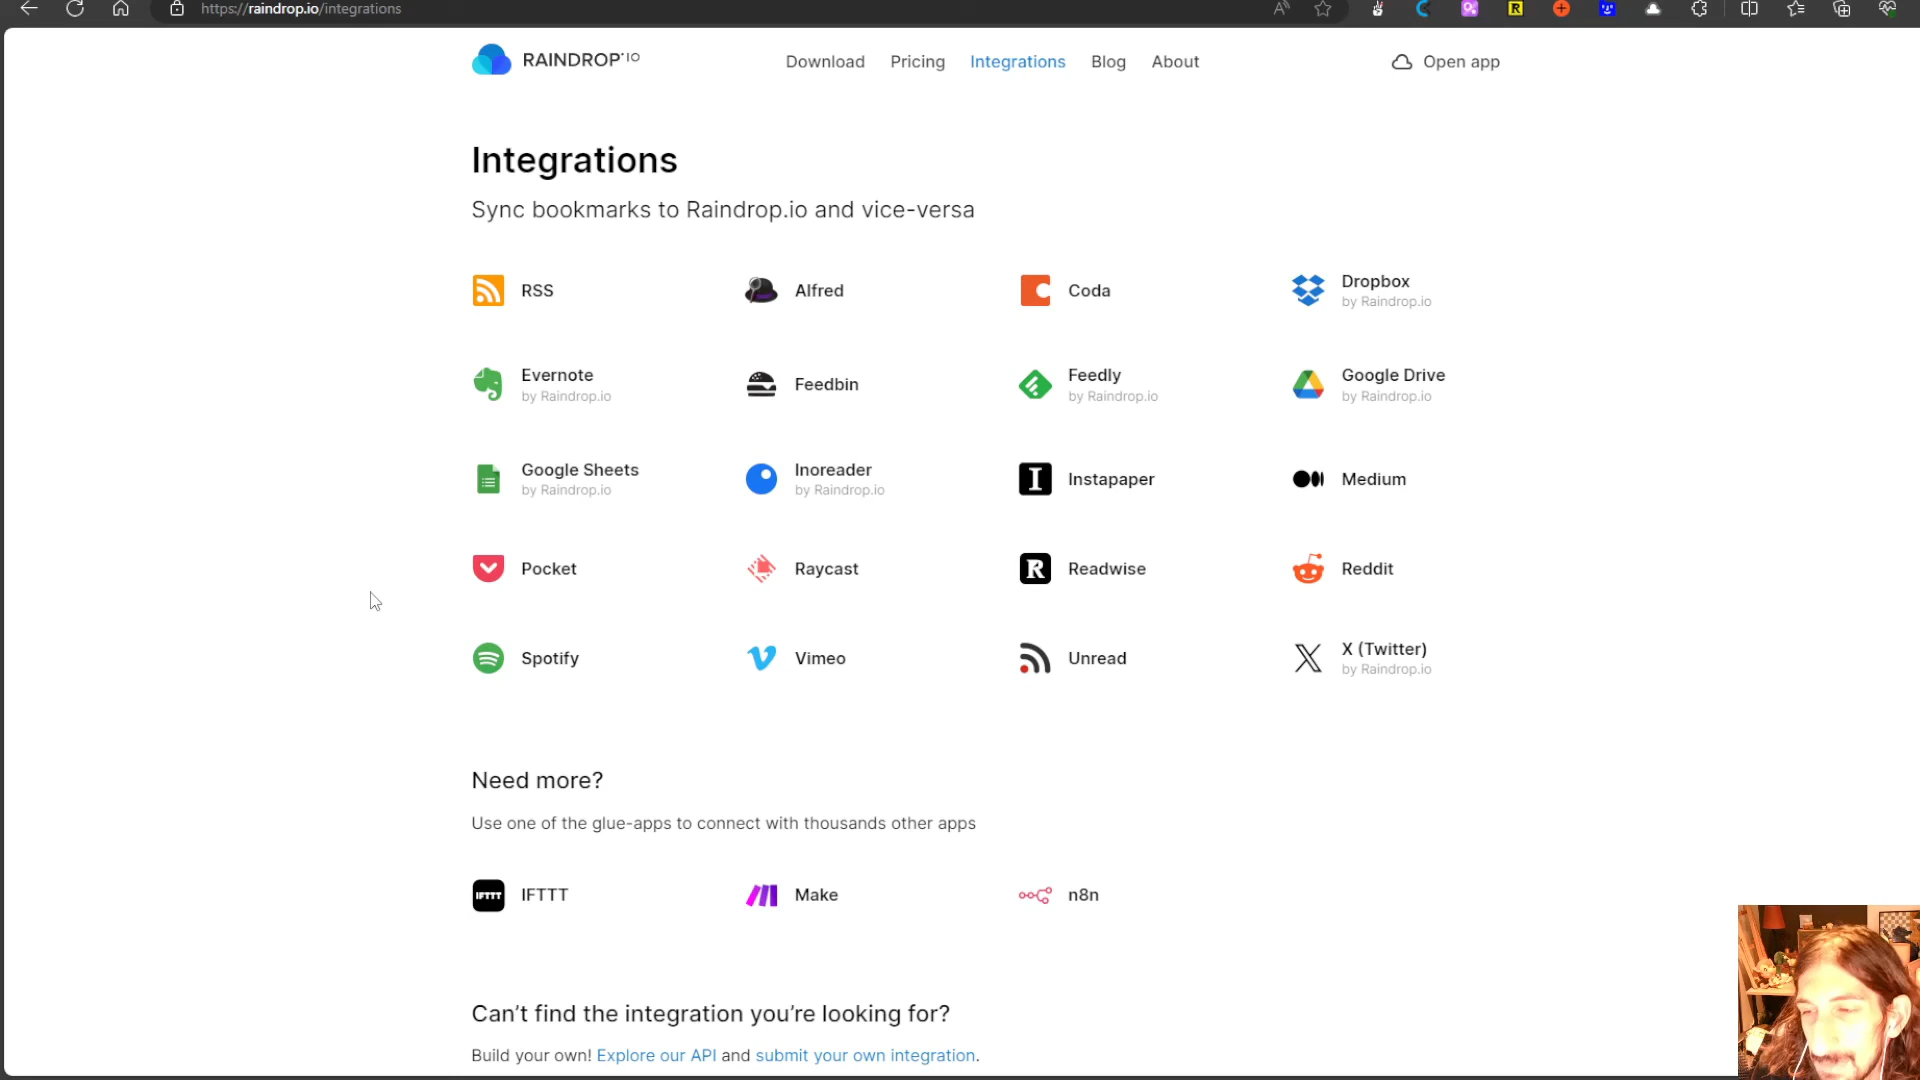 https://raindrop.io/integrations
RAINDROP.IO
Download
Pricing
Integrations
Blog
About
Open app
Integrations
Sync bookmarks to Raindrop.io and vice-versa
RSS
Alfred
Coda
Dropbox
by Raindrop.io
Evernote
by Raindrop.io
Feedbin
Feedly
by Raindrop.io
Google Drive
by Raindrop.io
Google Sheets
by Raindrop.io
Inoreader
by Raindrop.io
I
Instapaper
Medium
Pocket
Raycast
R
Readwise
Reddit
Spotify
Vimeo
Unread
X (Twitter)
by Raindrop.io
Need more?
Use one of the glue-apps to connect with thousands other apps
IFTTT
IFTTT
Make
n8n
Can’t find the integration you’re looking for?
Build your own! Explore our API and submit your own integration.